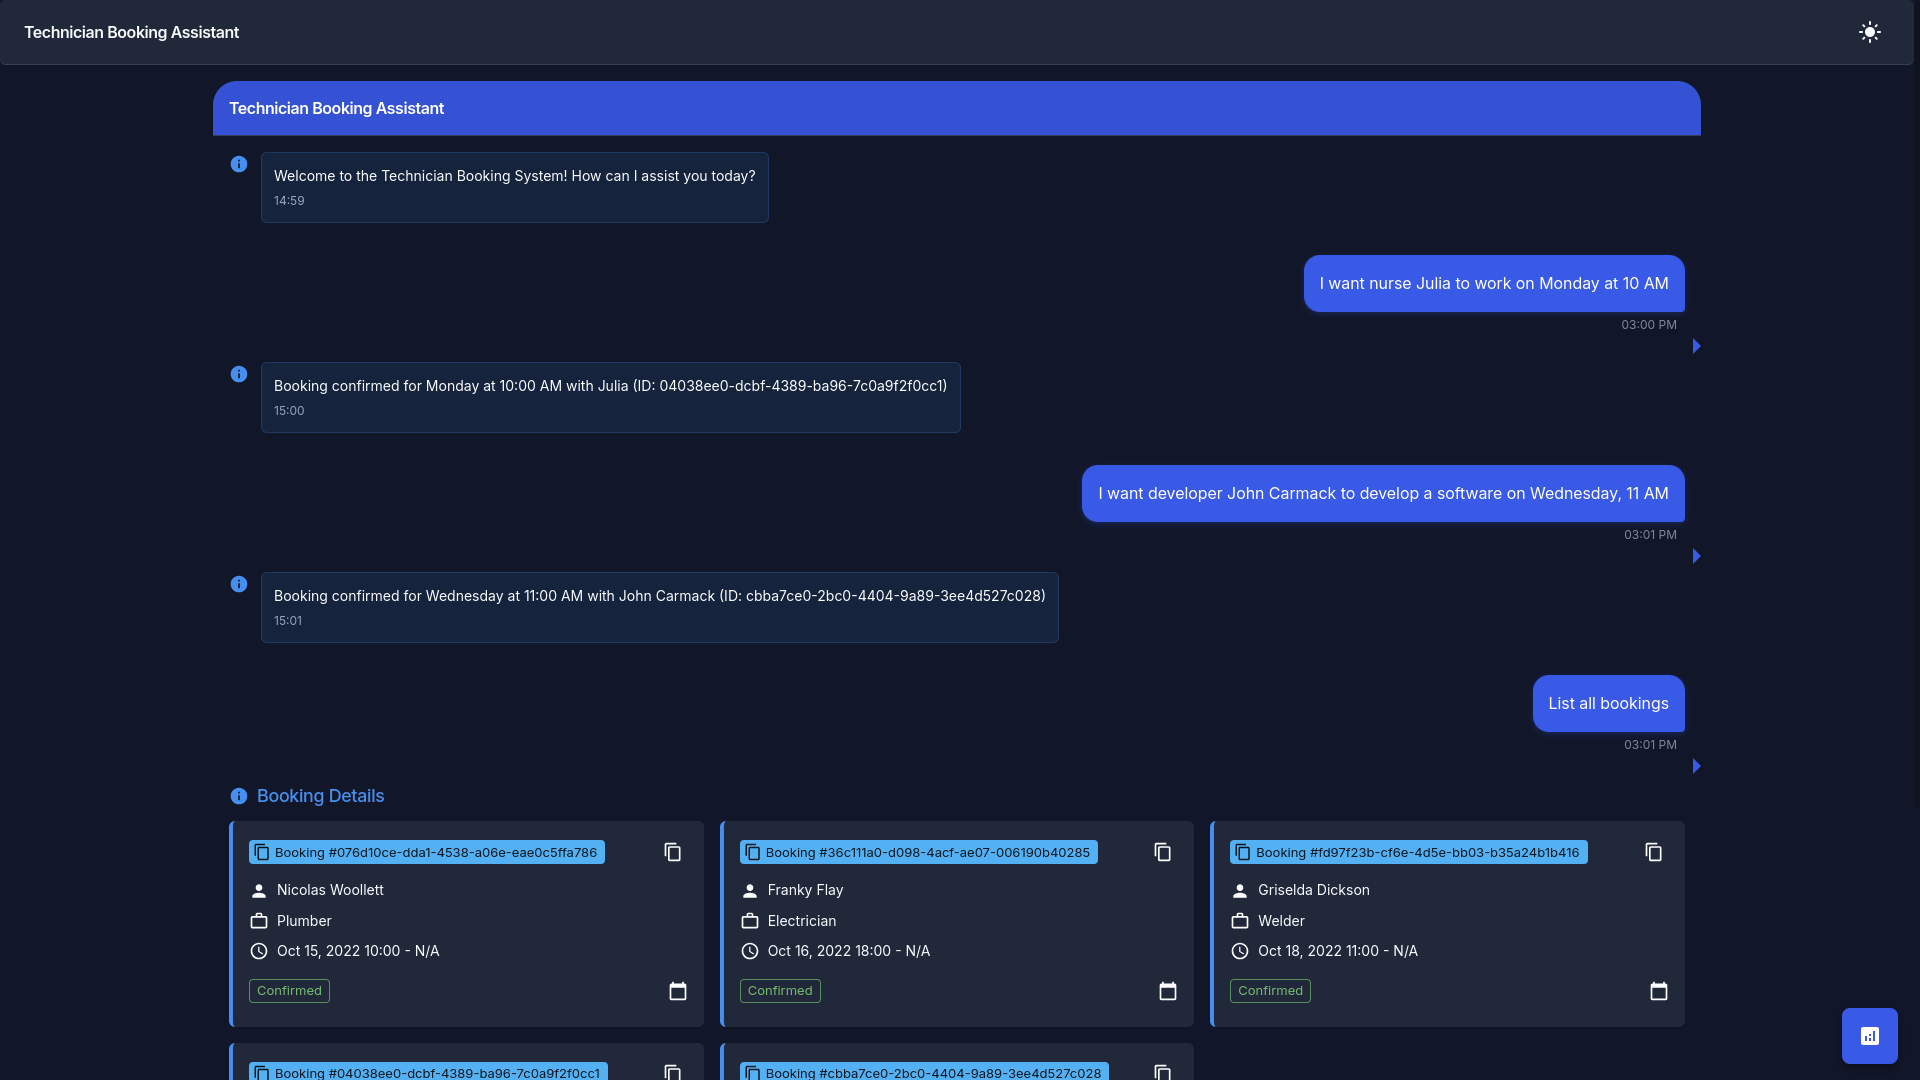 Technician Booking Assistant
Technician Booking Assistant
Welcome to the Technician Booking System! How can I assist you today?
14:59
I want nurse Julia to work on Monday at 10 AM
03:00 PM
Booking confirmed for Monday at 10:00 AM with Julia (ID: 04038ee0-dcbf-4389-ba96-7c0a9f2f0cc1)
15:00
I want developer John Carmack to develop a software on Wednesday, 11 AM
03:01 PM
Booking confirmed for Wednesday at 11:00 AM with John Carmack (ID: cbba7ce0-2bc0-4404-9a89-3ee4d527c028)
15:01
List all bookings
03:01 PM
Booking Details
Booking #076d10ce-dda1-4538-a06e-eae0c5ffa786
Nicolas Woollett
Plumber
Oct 15, 2022 10:00 - N/A
Confirmed
Booking #36c111a0-d098-4acf-ae07-006190b40285
Franky Flay
Electrician
Oct 16, 2022 18:00 - N/A
Confirmed
Booking #fd97f23b-cf6e-4d5e-bb03-b35a24b1b416
Griselda Dickson
Welder
Oct 18, 2022 11:00 - N/A
Confirmed
Booking #04038ee0-dcbf-4389-ba96-7c0a9f2f0cc1
Booking #cbba7ce0-2bc0-4404-9a89-3ee4d527c028